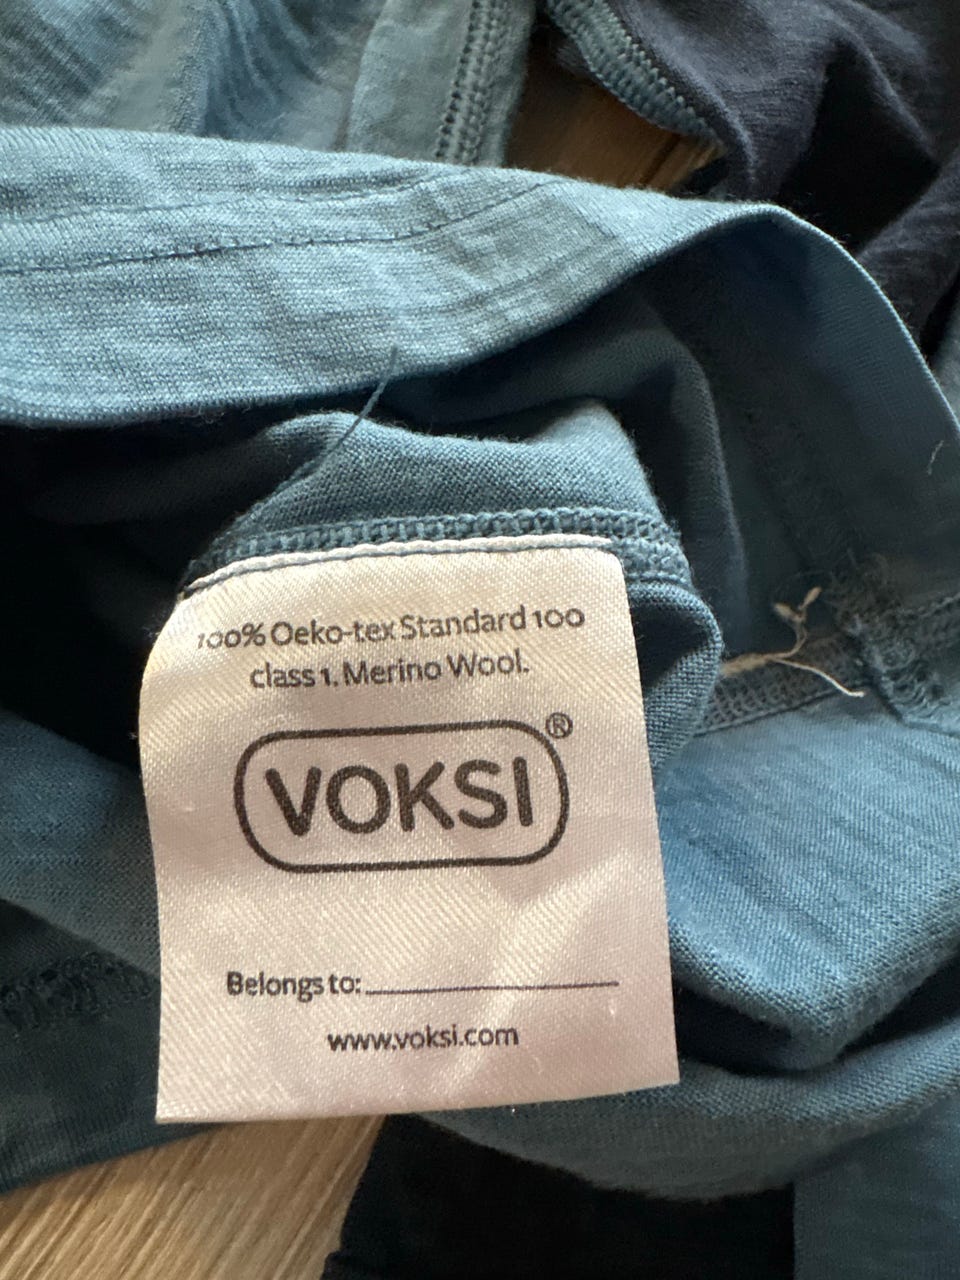 100% Oeko-tex Standard 100
class 1. Merino Wool.
VOKSI®
Belongs to:
www.voksi.com